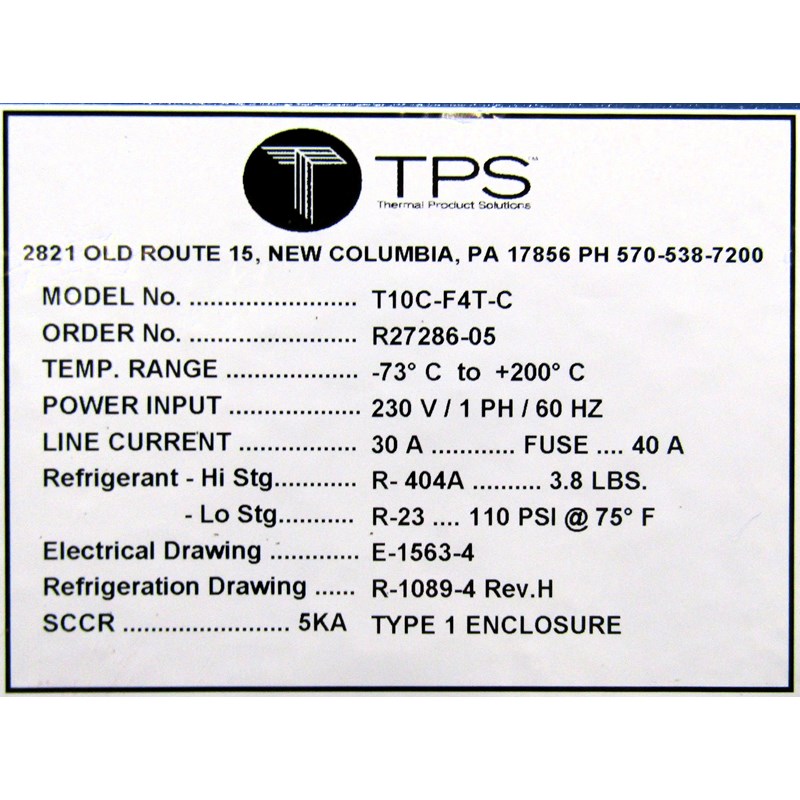 TPS™
Thermal Product Solutions
2821 OLD ROUTE 15, NEW COLUMBIA, PA 17856 PH 570-538-7200
MODEL No. ........................ T10C-F4T-C
ORDER No. ........................ R27286-05
TEMP. RANGE ................... -73° C to +200° C
POWER INPUT ................... 230 V / 1 PH / 60 HZ
LINE CURRENT ................. 30 A ............ FUSE .... 40 A
Refrigerant - Hi Stg............ R- 404A .......... 3.8 LBS.
- Lo Stg........... R-23 .... 110 PSI @ 75° F
Electrical Drawing ............. E-1563-4
Refrigeration Drawing ...... R-1089-4 Rev.H
SCCR ........................ 5KA TYPE 1 ENCLOSURE